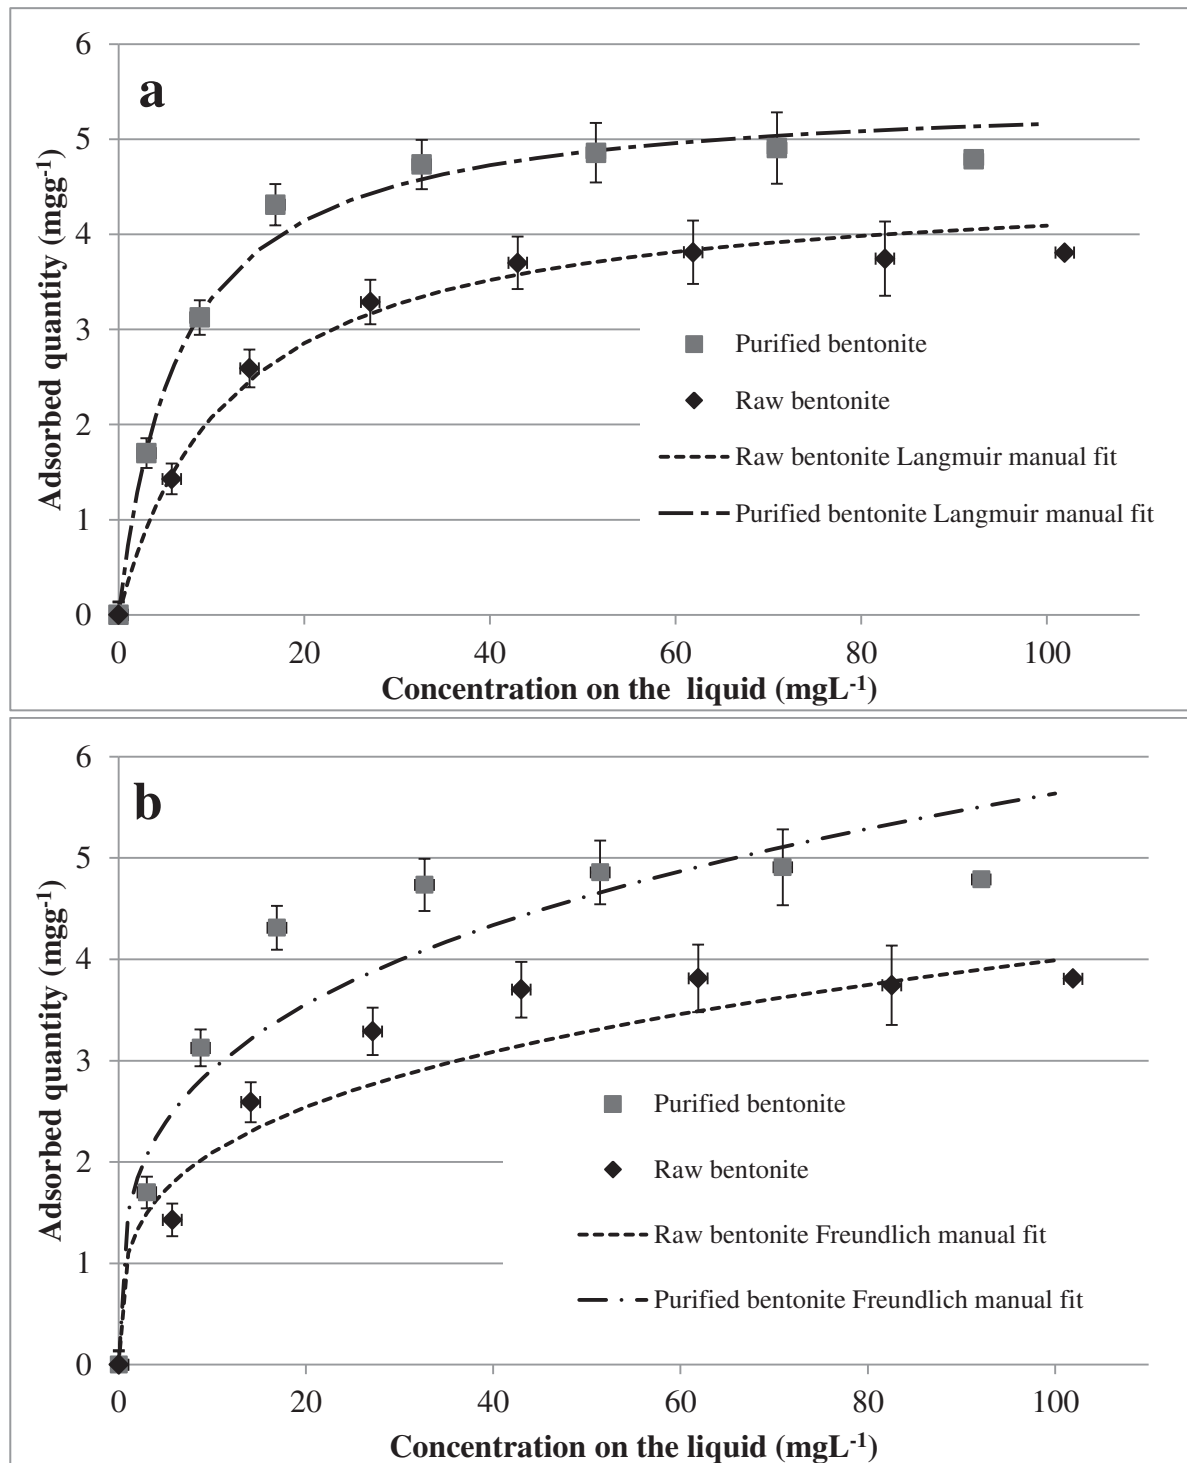 a
6
5
4
3
2
1
0
Adsorbed quantity (mgg⁻¹)
Purified bentonite
Raw bentonite
Raw bentonite Langmuir manual fit
Purified bentonite Langmuir manual fit
0 20 40 60 80 100
Concentration on the liquid (mgL⁻¹)
b
6
5
4
3
2
1
0
Adsorbed quantity (mgg⁻¹)
Purified bentonite
Raw bentonite
Raw bentonite Freundlich manual fit
Purified bentonite Freundlich manual fit
0 20 40 60 80 100
Concentration on the liquid (mgL⁻¹)